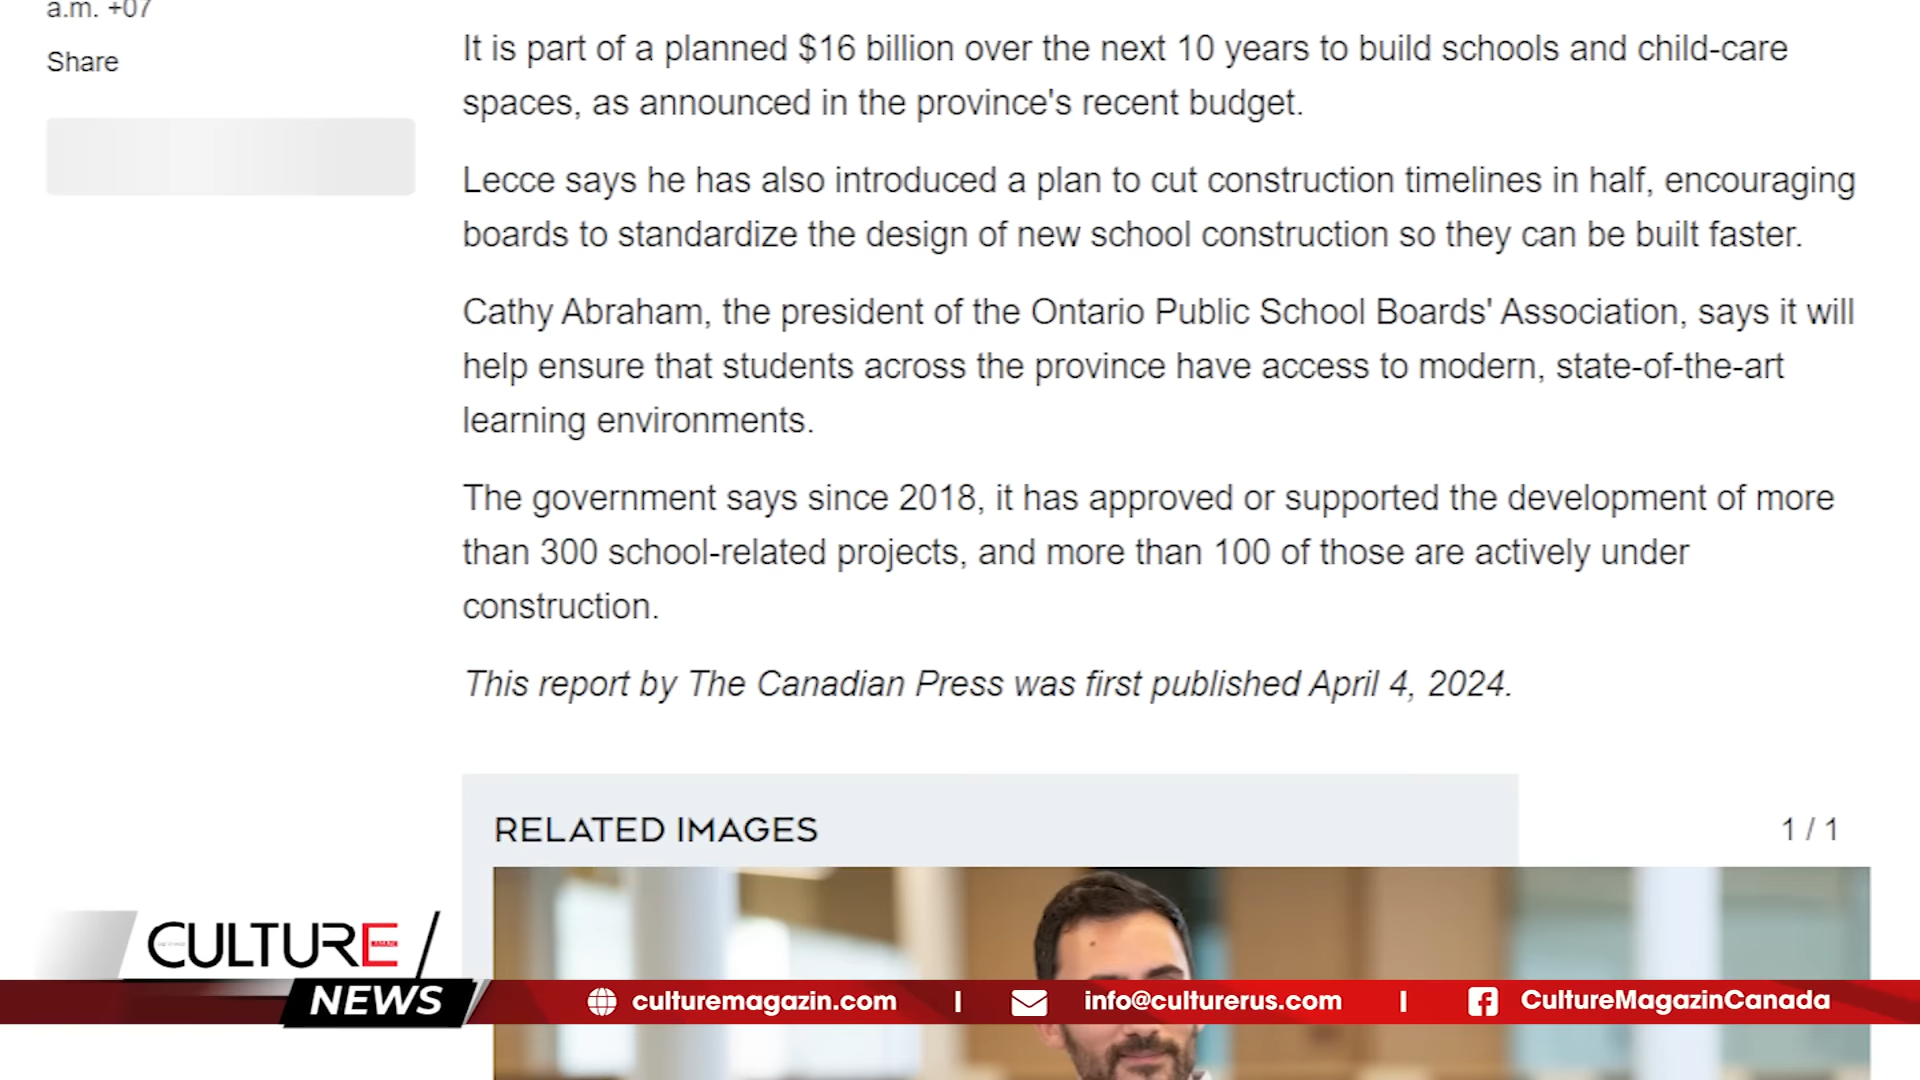 a.m. +07
Share
It is part of a planned $16 billion over the next 10 years to build schools and child-care
spaces, as announced in the province's recent budget.
Lecce says he has also introduced a plan to cut construction timelines in half, encouraging
boards to standardize the design of new school construction so they can be built faster.
Cathy Abraham, the president of the Ontario Public School Boards' Association, says it will
help ensure that students across the province have access to modern, state-of-the-art
learning environments.
The government says since 2018, it has approved or supported the development of more
than 300 school-related projects, and more than 100 of those are actively under
construction.
This report by The Canadian Press was first published April 4, 2024.
RELATED IMAGES
1 / 1
CULTURE
MAGAZIN
NEWS
culturemagazin.com | info@culturerus.com | CultureMagazinCanada